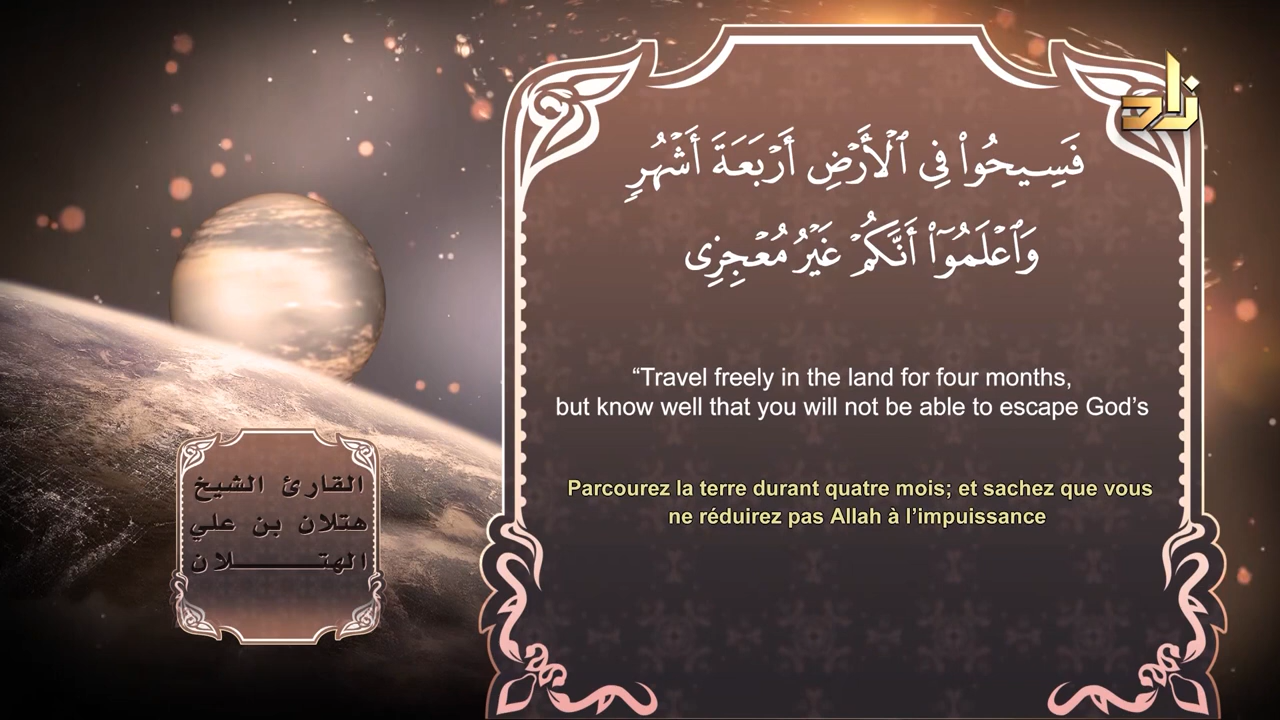 زاد
فَسِيحُوا۟ فِى ٱلْأَرْضِ أَرْبَعَةَ أَشْهُرٍۢ
وَٱعْلَمُوٓا۟ أَنَّكُمْ غَيْرُ مُعْجِزِى
“Travel freely in the land for four months,
but know well that you will not be able to escape God’s
Parcourez la terre durant quatre mois; et sachez que vous
ne réduirez pas Allah à l’impuissance
القارئ الشيخ
هتلان بن علي
الهتـــــــــــلان